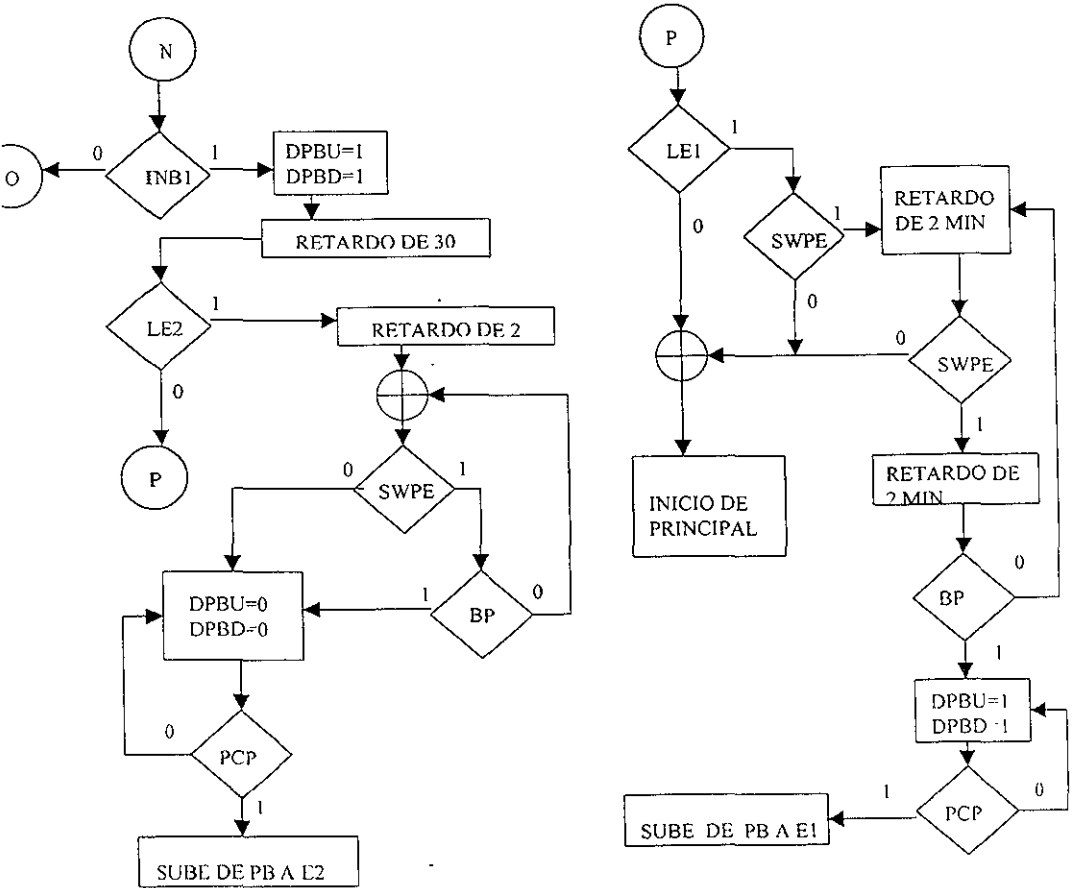 N
INB1
0
1
O
DPBU=1
DPBD=1
RETARDO DE 30
LE2
1
0
RETARDO DE 2
P
SWPE
0
1
DPBU=0
DPBD=0
BP
1
0
PCP
0
1
SUBE DE PB A E2
P
LE1
1
0
SWPE
1
0
RETARDO
DE 2 MIN
SWPE
0
1
INICIO DE
PRINCIPAL
RETARDO DE
2 MIN
BP
0
1
DPBU=1
DPBD=1
PCP
1
0
SUBE DE PB A E1